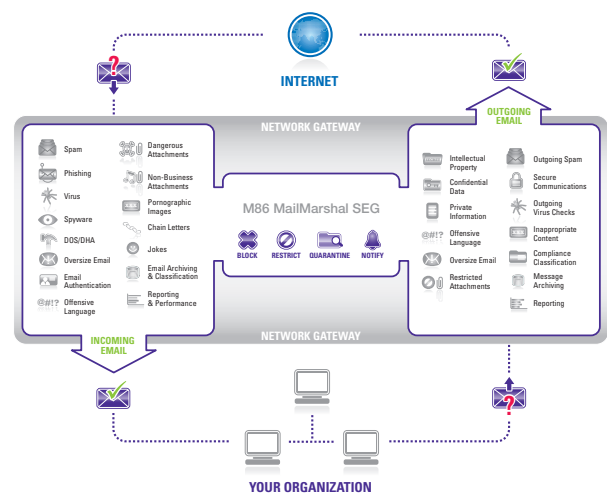 INTERNET
?
NETWORK GATEWAY
OUTGOING
EMAIL
Spam
Phishing
Virus
Spyware
DOS/DHA
Oversize Email
Email
Authentication
@#!?
Offensive
Language
Dangerous
Attachments
Non-Business
Attachments
Pornographic
Images
Chain Letters
Jokes
Email Archiving
& Classification
Reporting
& Performance
M86 MailMarshal SEG
BLOCK
RESTRICT
QUARANTINE
NOTIFY
Intellectual
Property
Confidential
Data
Private
Information
@#!?
Offensive
Language
Oversize Email
Restricted
Attachments
Outgoing Spam
Secure
Communications
Outgoing
Virus Checks
Inappropriate
Content
Compliance
Classification
Message
Archiving
Reporting
INCOMING
EMAIL
NETWORK GATEWAY
?
YOUR ORGANIZATION